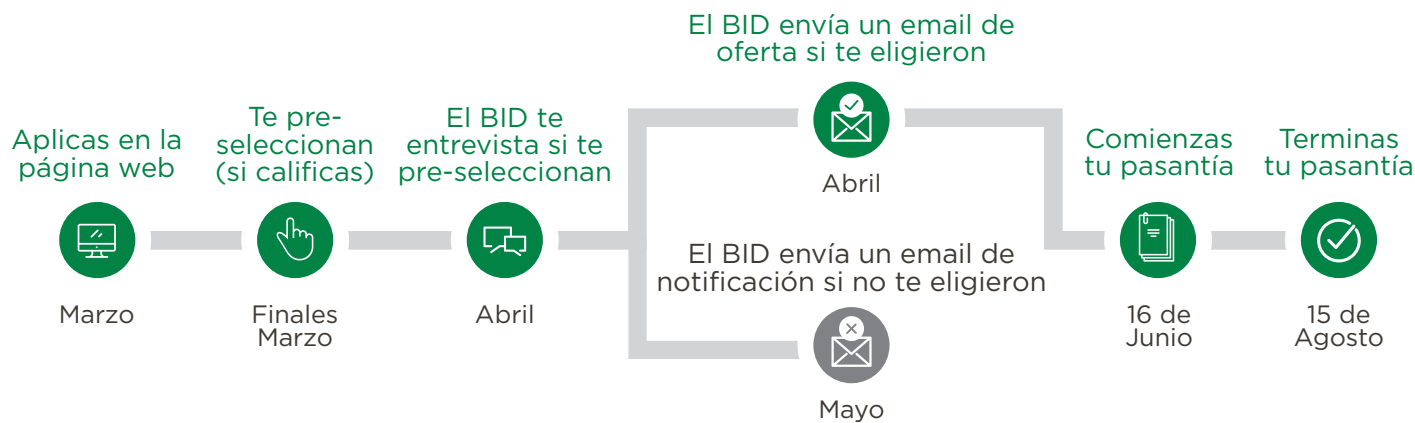 Aplicas en la
página web
Marzo
Te pre-
seleccionan
(si calificas)
Finales
Marzo
El BID te
entrevista si te
pre-seleccionan
Abril
El BID envía un email de
oferta si te eligieron
Abril
El BID envía un email de
notificación si no te eligieron
Mayo
Comienzas
tu pasantía
16 de
Junio
Terminas
tu pasantía
15 de
Agosto